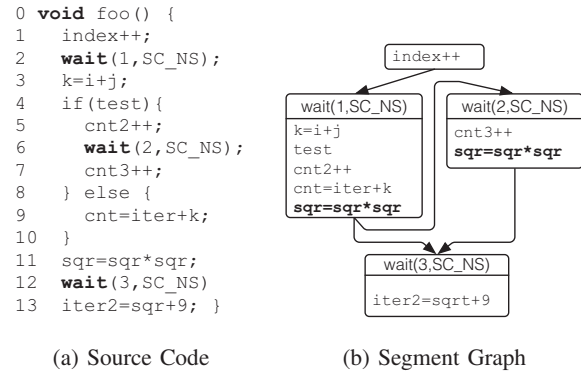 0 void foo() {
1 index++;
2 wait(1,SC_NS);
3 k=i+j;
4 if(test){
5 cnt2++;
6 wait(2,SC_NS);
7 cnt3++;
8 } else {
9 cnt=iter+k;
10 }
11 sqr=sqr*sqr;
12 wait(3,SC_NS)
13 iter2=sqr+9; }
(a) Source Code
index++
wait(1,SC_NS)
k=i+j
test
cnt2++
cnt=iter+k
sqr=sqr*sqr
wait(2,SC_NS)
cnt3++
sqr=sqr*sqr
wait(3,SC_NS)
iter2=sqrt+9
(b) Segment Graph